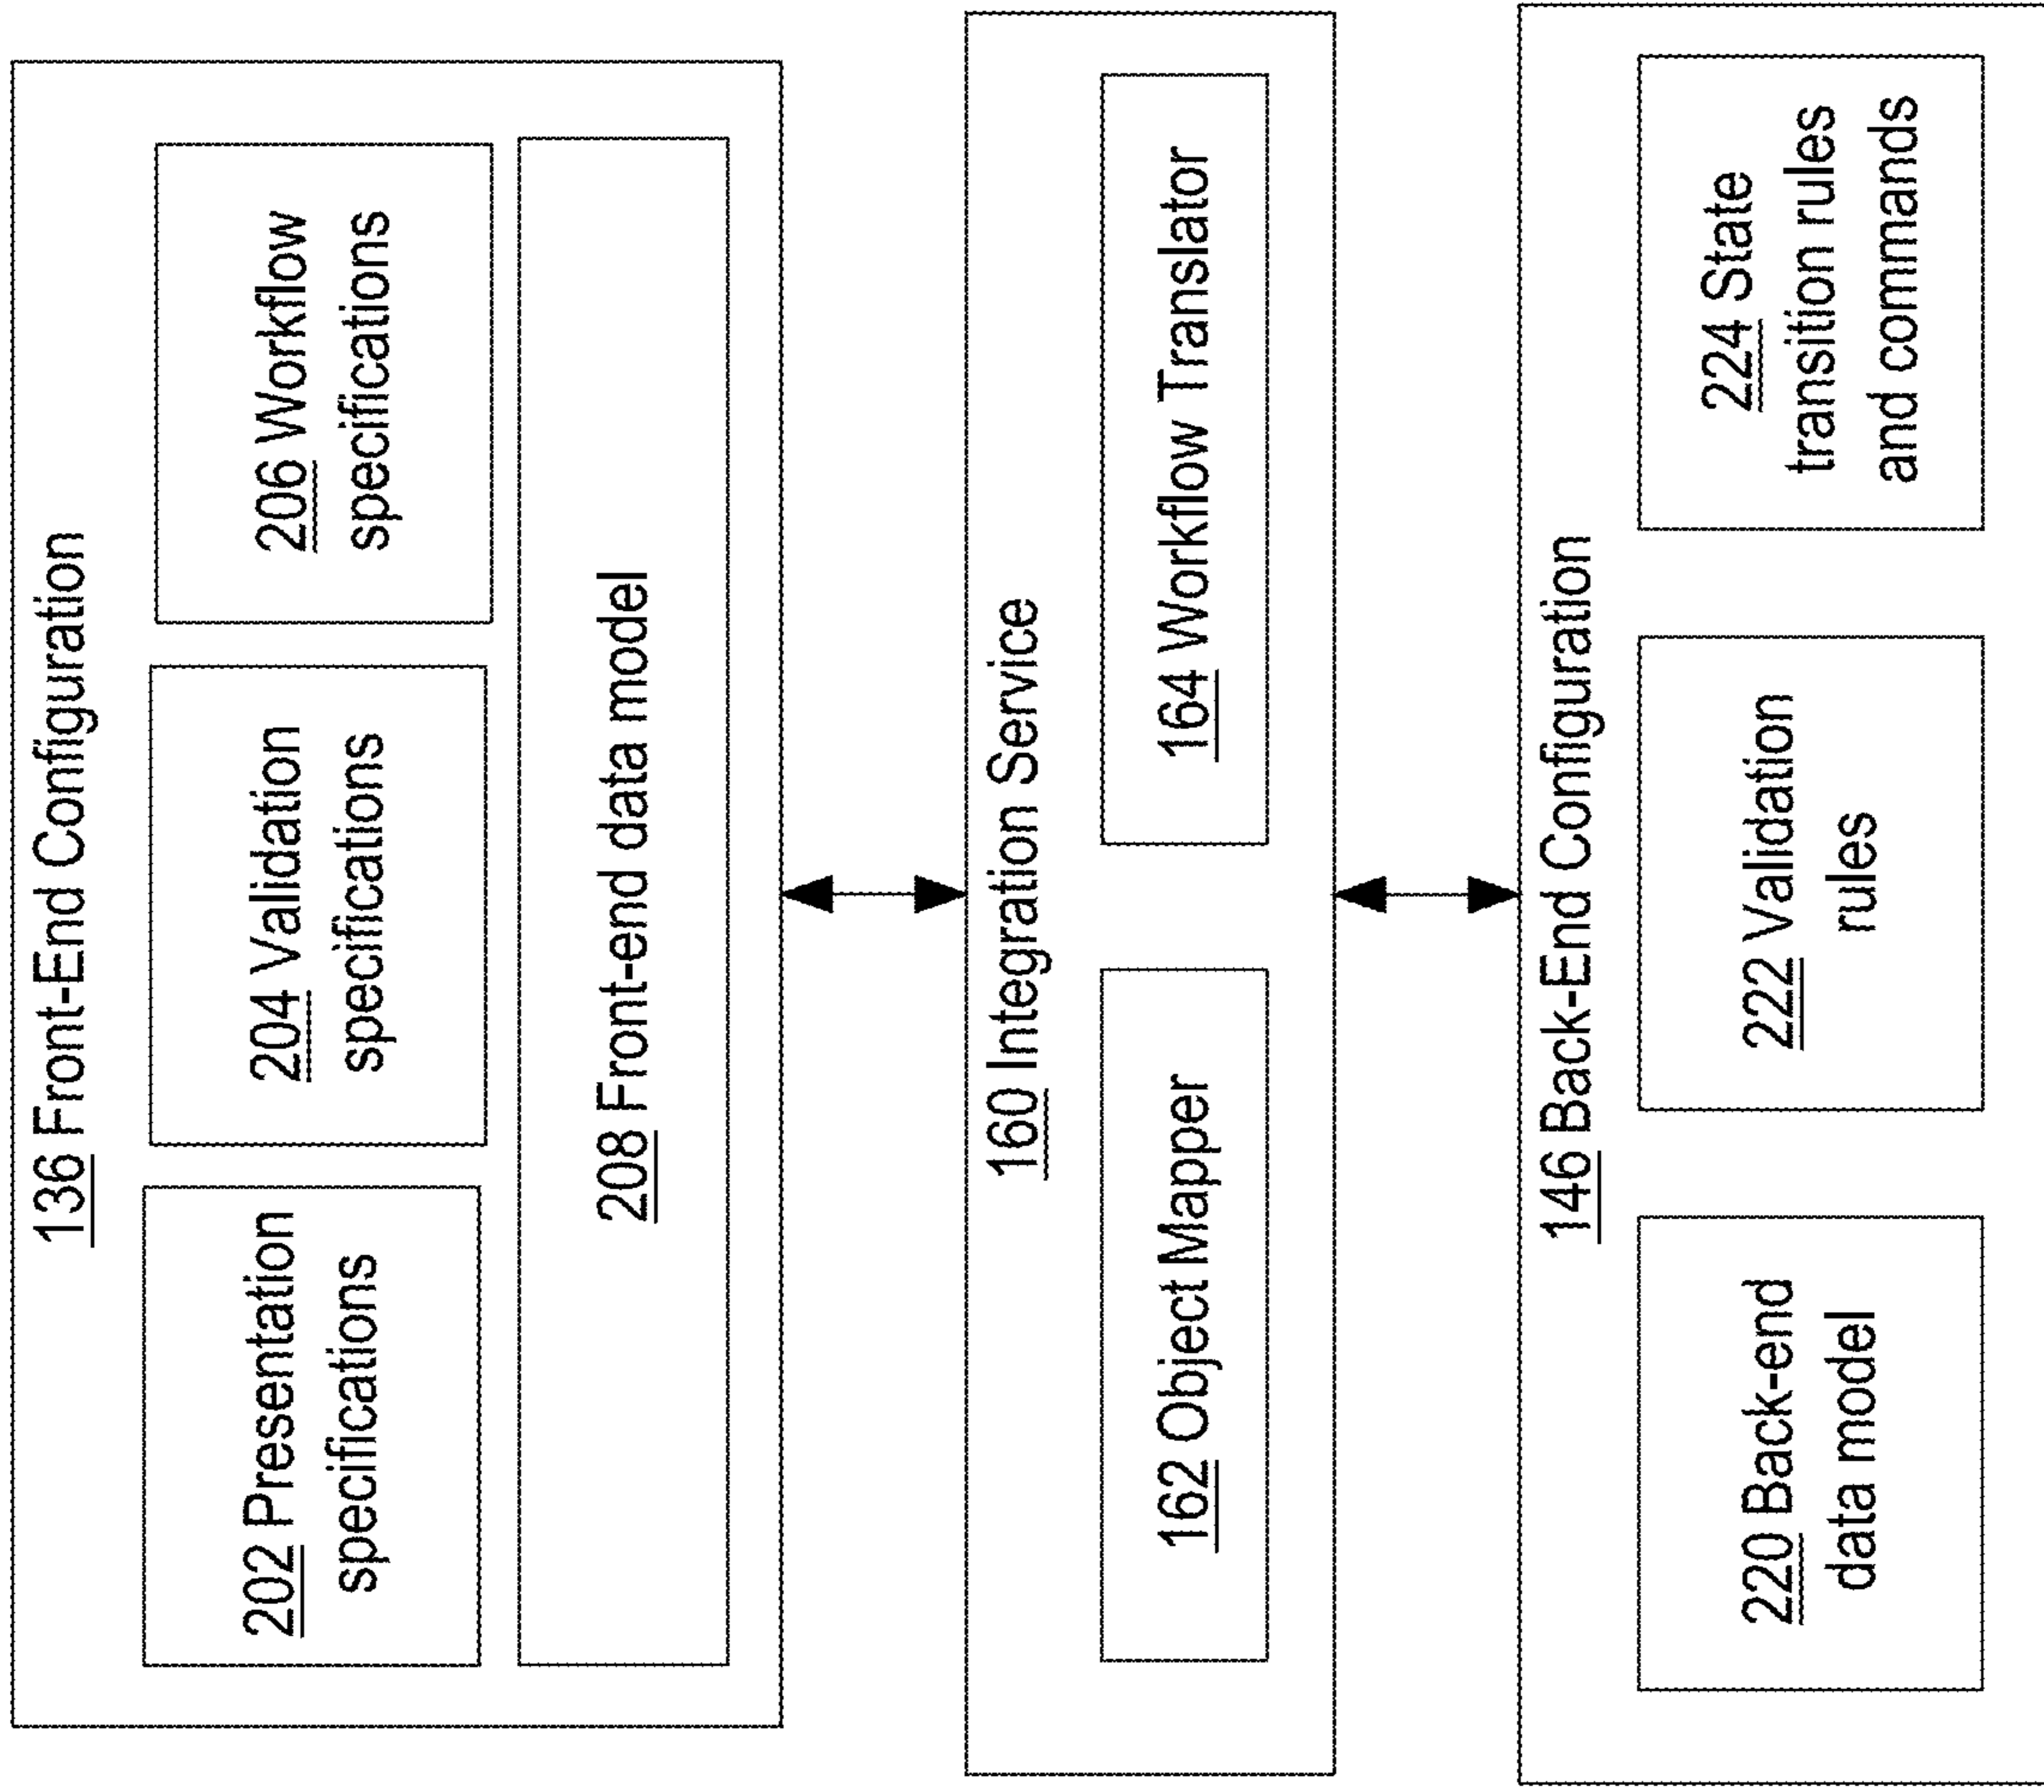 136 Front-End Configuration
202 Presentation
specifications
204 Validation
specifications
206 Workflow
specifications
208 Front-end data model
160 Integration Service
162 Object Mapper
164 Workflow Translator
146 Back-End Configuration
220 Back-end
data model
222 Validation
rules
224 State
transition rules
and commands